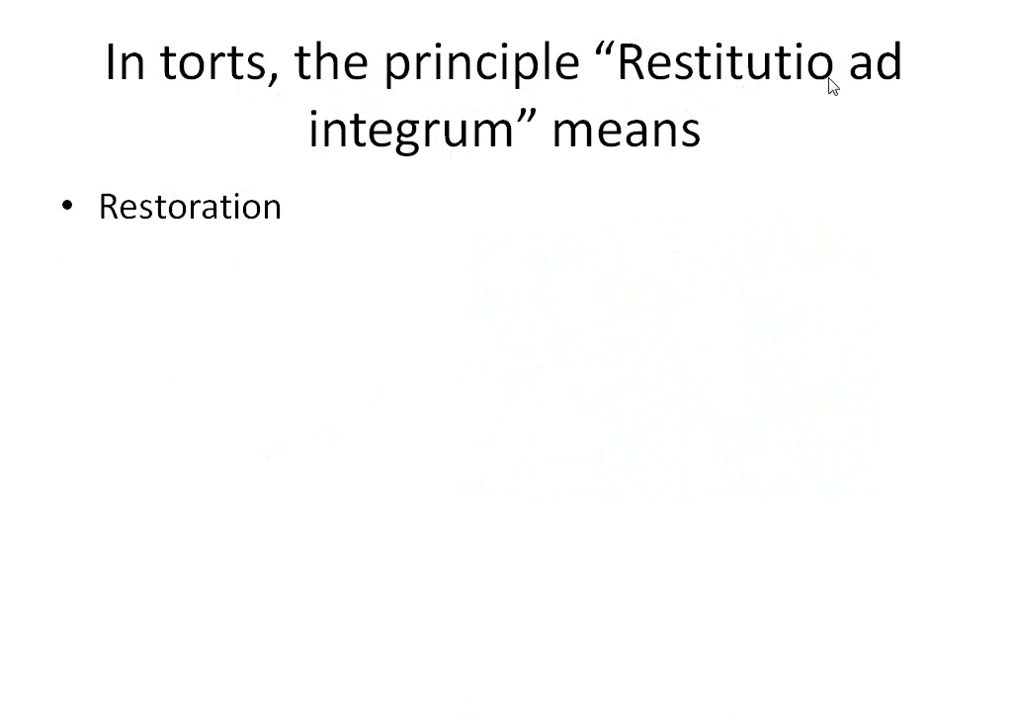 In torts, the principle “Restitutio ad
integrum” means
• Restoration